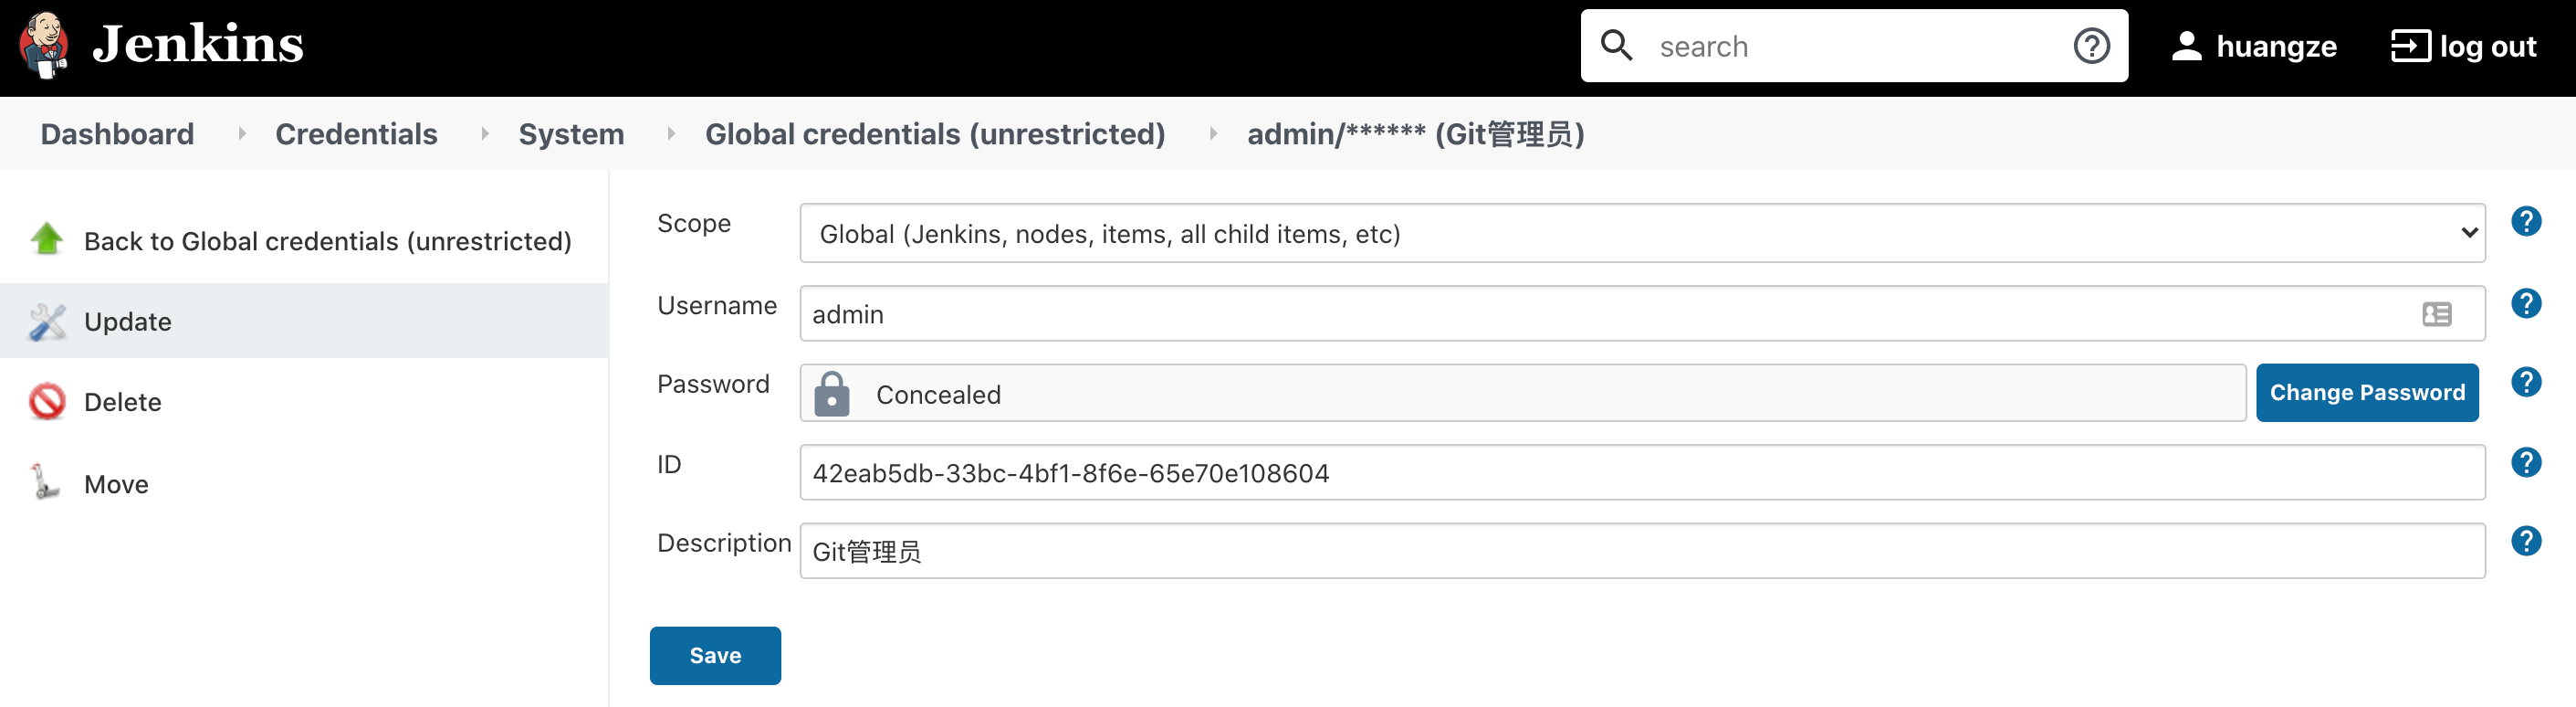 Jenkins
search
huangze
log out
Dashboard
Credentials
System
Global credentials (unrestricted)
admin/****** (Git管理员)
Back to Global credentials (unrestricted)
Update
Delete
Move
Scope
Global (Jenkins, nodes, items, all child items, etc)
Username
admin
Password
Concealed
Change Password
ID
42eab5db-33bc-4bf1-8f6e-65e70e108604
Description
Git管理员
Save